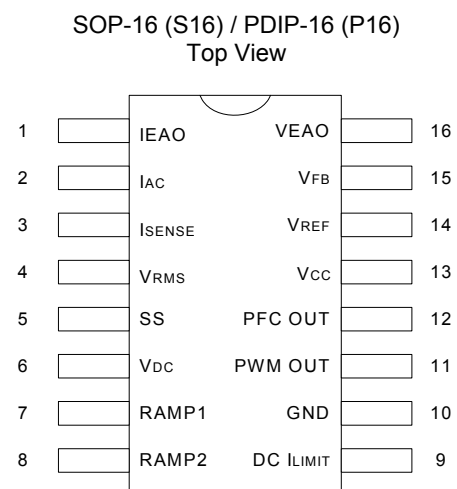 SOP-16 (S16) / PDIP-16 (P16)
Top View
1 IEAO VEAO 16
2 IAC VFB 15
3 ISENSE VREF 14
4 VRMS VCC 13
5 SS PFC OUT 12
6 VDC PWM OUT 11
7 RAMP1 GND 10
8 RAMP2 DC ILIMIT 9